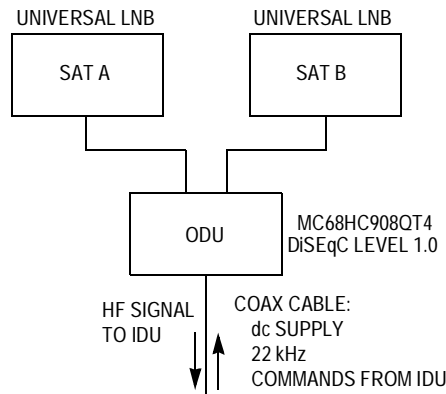 UNIVERSAL LNB
UNIVERSAL LNB
SAT A
SAT B
ODU
MC68HC908QT4
DiSEqC LEVEL 1.0
HF SIGNAL
TO IDU
COAX CABLE:
dc SUPPLY
22 kHz
COMMANDS FROM IDU